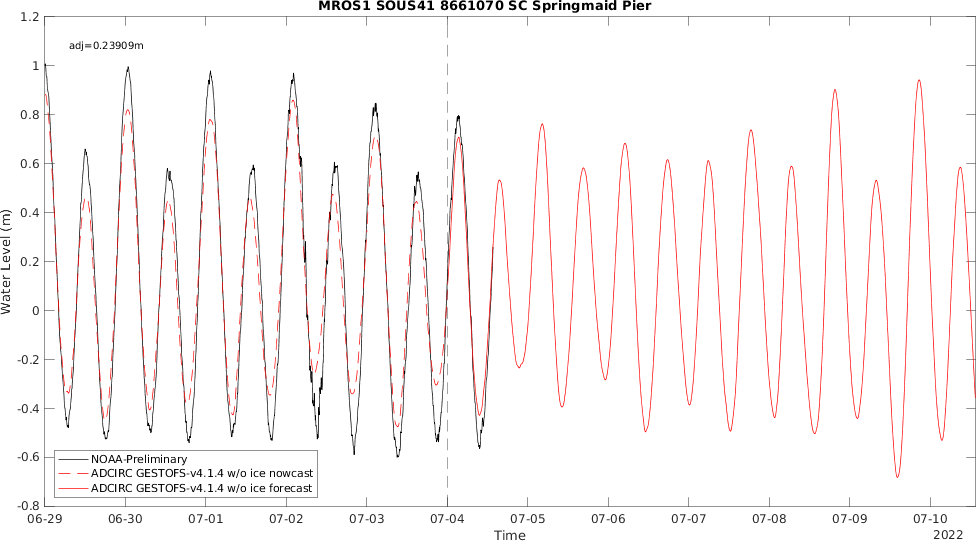 MROS1 SOUS41 8661070 SC Springmaid Pier
adj=0.23909m
1.2
1
0.8
0.6
0.4
0.2
0
-0.2
-0.4
-0.6
-0.8
Water Level (m)
NOAA-Preliminary
ADCIRC GESTOFS-v4.1.4 w/o ice nowcast
ADCIRC GESTOFS-v4.1.4 w/o ice forecast
06-29 06-30 07-01 07-02 07-03 07-04 07-05 07-06 07-07 07-08 07-09 07-10
Time
2022